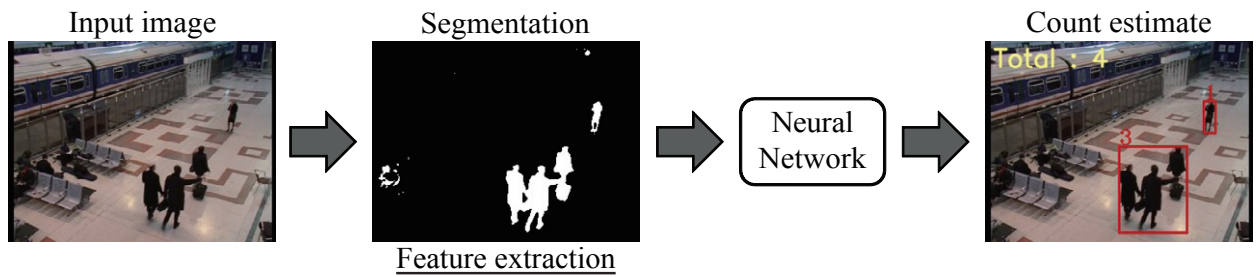 Input image
Segmentation
Feature extraction
Neural
Network
Count estimate
Total : 4
1
3